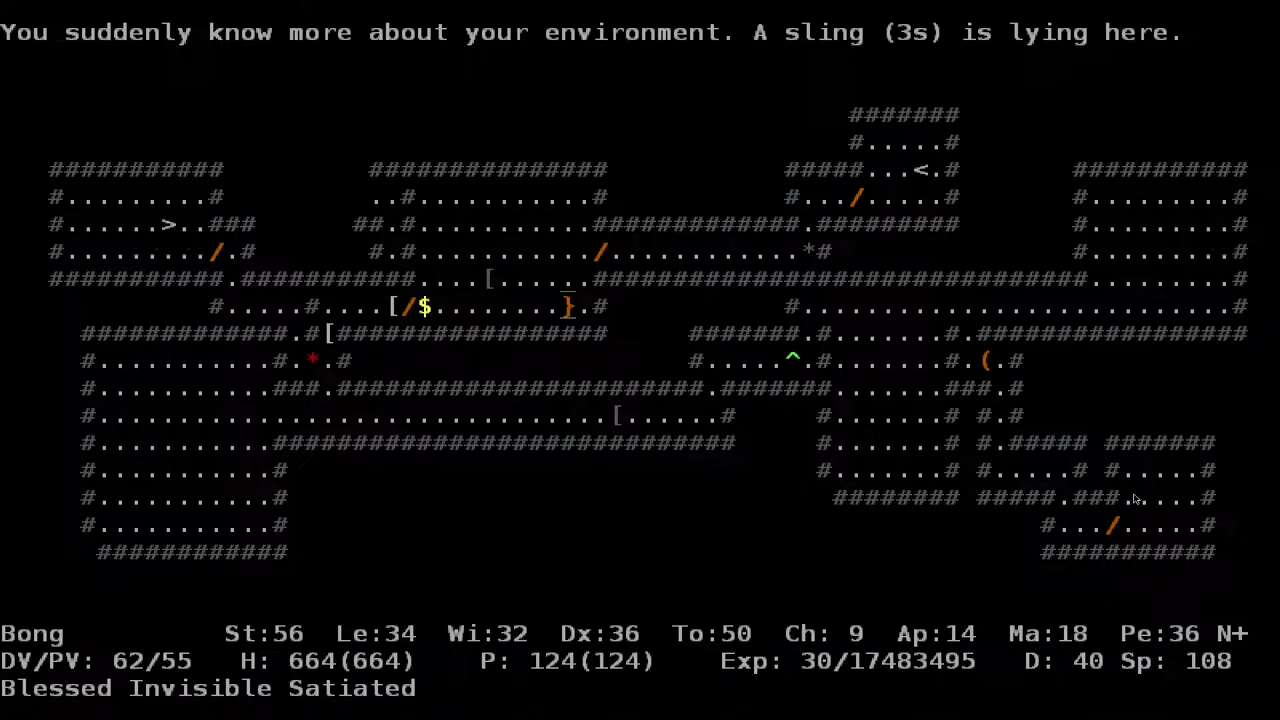 You suddenly know more about your environment. A sling (3s) is lying here.
Bong St:56 Le:34 Wi:32 Dx:36 To:50 Ch: 9 Ap:14 Ma:18 Pe:36 N+
DV/PV: 62/55 H: 664(664) P: 124(124) Exp: 30/17483495 D: 40 Sp: 108
Blessed Invisible Satiated